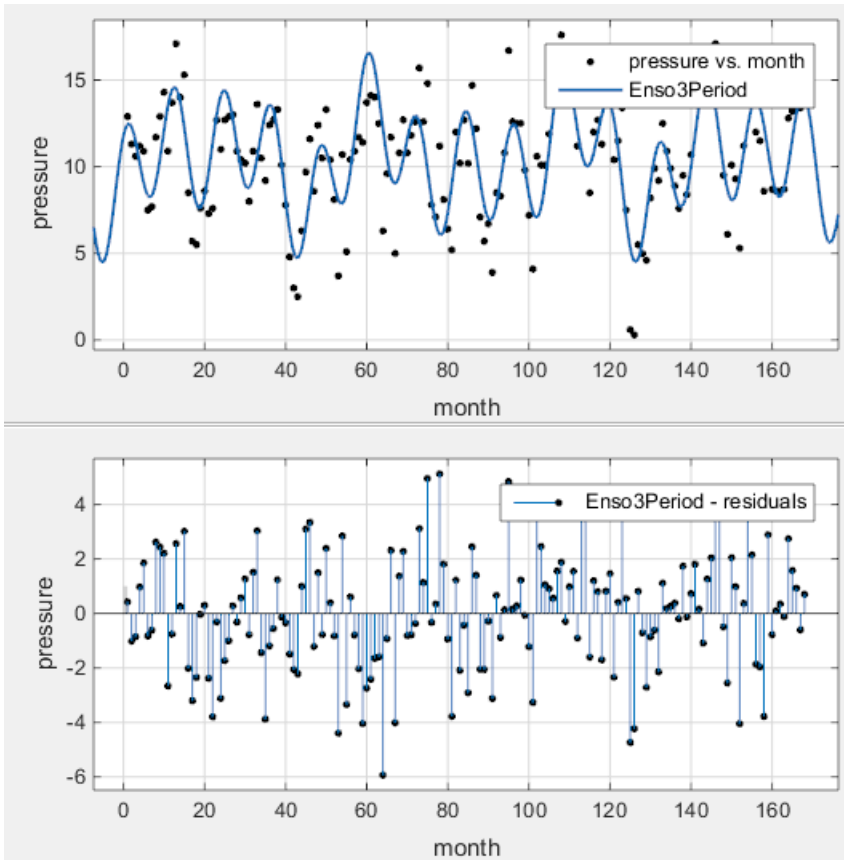 pressure vs. month
Enso3Period
15
10
5
0
pressure
0 20 40 60 80 100 120 140 160
month
Enso3Period - residuals
4
2
0
-2
-4
-6
pressure
0 20 40 60 80 100 120 140 160
month